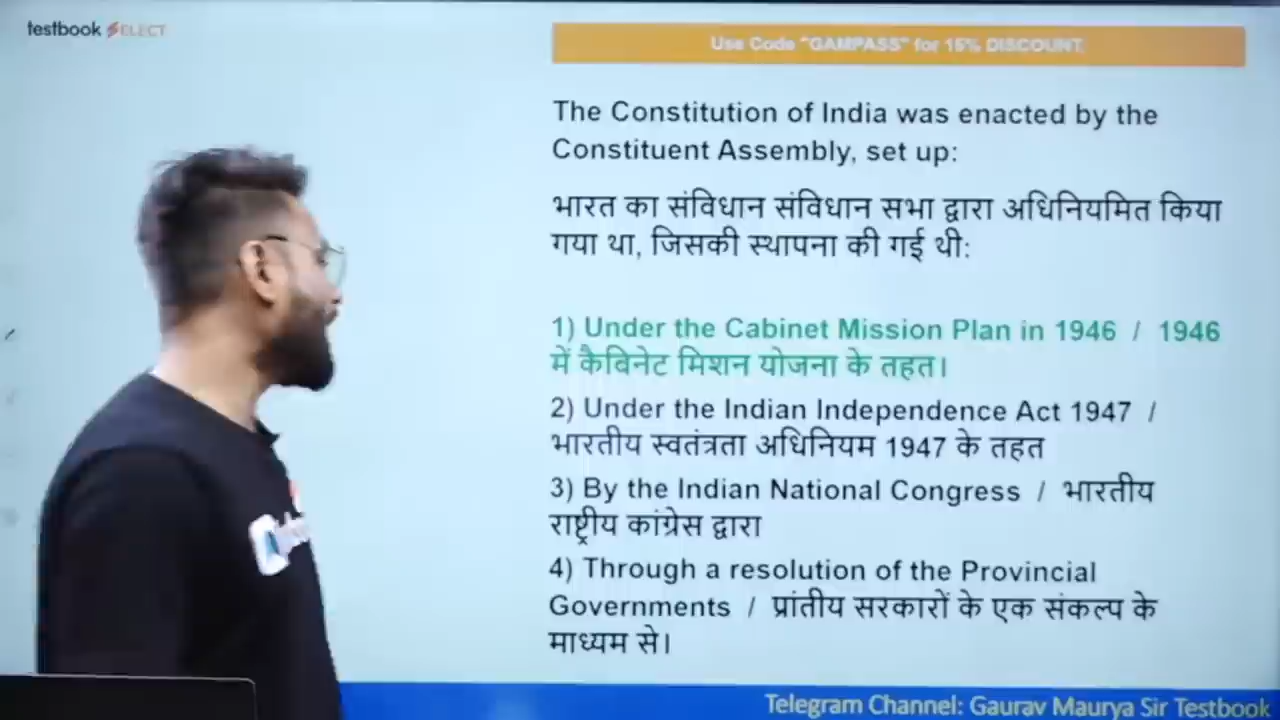 testbook SELECT
Use Code "GAMPASS" for 15% DISCOUNT.
The Constitution of India was enacted by the
Constituent Assembly, set up:
भारत का संविधान संविधान सभा द्वारा अधिनियमित किया
गया था, जिसकी स्थापना की गई थी:
1) Under the Cabinet Mission Plan in 1946 / 1946
में कैबिनेट मिशन योजना के तहत।
2) Under the Indian Independence Act 1947 /
भारतीय स्वतंत्रता अधिनियम 1947 के तहत
3) By the Indian National Congress / भारतीय
राष्ट्रीय कांग्रेस द्वारा
4) Through a resolution of the Provincial
Governments / प्रांतीय सरकारों के एक संकल्प के
माध्यम से।
Telegram Channel: Gaurav Maurya Sir Testbook